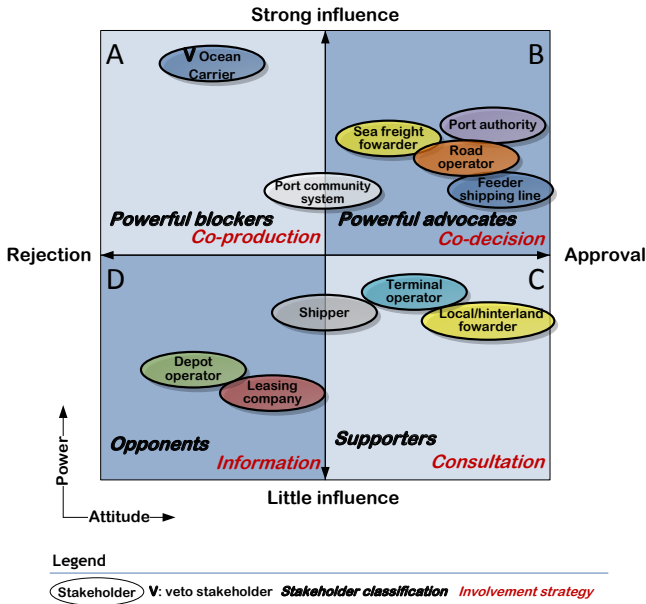 Strong influence
A
B
V Ocean
Carrier
Sea freight
fowarder
Port authority
Road
operator
Port community
system
Feeder
shipping line
Powerful blockers
Powerful advocates
Co-production
Co-decision
Rejection
Approval
D
C
Terminal
operator
Shipper
Local/hinterland
fowarder
Depot
operator
Leasing
company
Opponents
Supporters
Information
Consultation
Power
Attitude
Little influence
Legend
Stakeholder V: veto stakeholder Stakeholder classification Involvement strategy